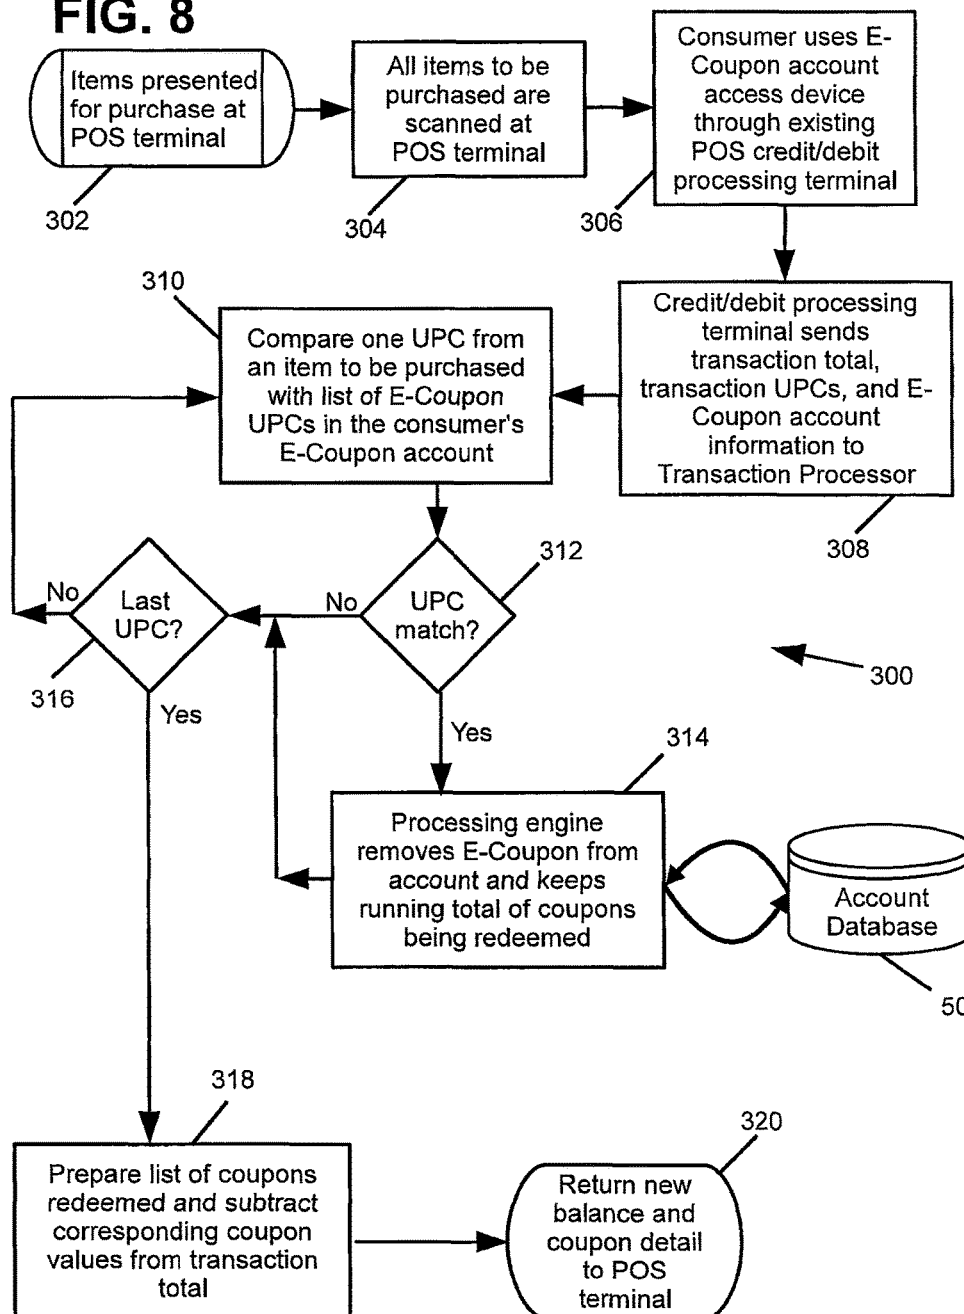 FIG. 8
Items presented
for purchase at
POS terminal
302
All items to be
purchased are
scanned at
POS terminal
304
Consumer uses E-
Coupon account
access device
through existing
POS credit/debit
processing terminal
306
Credit/debit processing
terminal sends
transaction total,
transaction UPCs, and E-
Coupon account
information to
Transaction Processor
308
310
Compare one UPC from
an item to be purchased
with list of E-Coupon
UPCs in the consumer's
E-Coupon account
312
UPC
match?
No
Yes
Last
UPC?
No
316
Yes
300
314
Processing engine
removes E-Coupon from
account and keeps
running total of coupons
being redeemed
Account
Database
50
318
Prepare list of coupons
redeemed and subtract
corresponding coupon
values from transaction
total
320
Return new
balance and
coupon detail
to POS
terminal